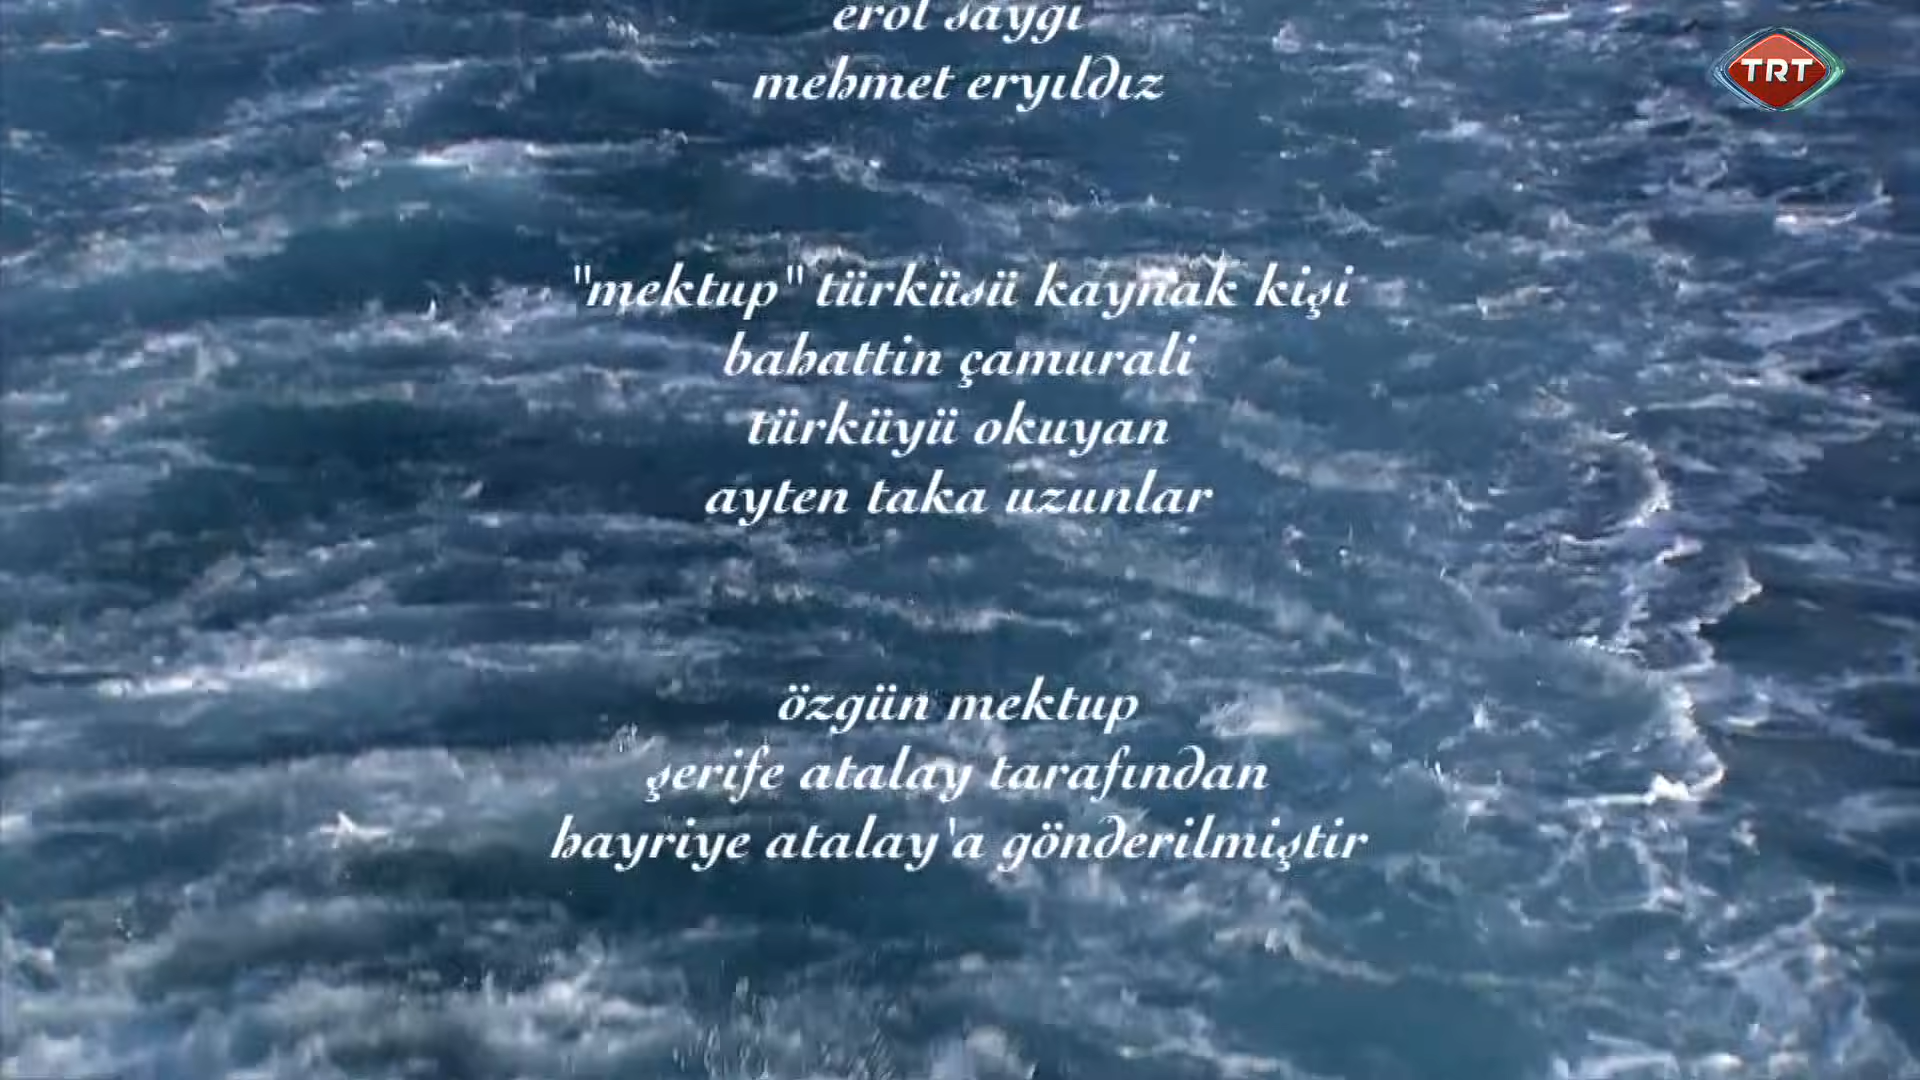 erol saygı
mehmet eryıldız
TRT
"mektup" türküsü kaynak kişi
bahattin çamurali
türküyü okuyan
ayten taka uzunlar
özgün mektup
şerife atalay tarafından
hayriye atalay'a gönderilmiştir